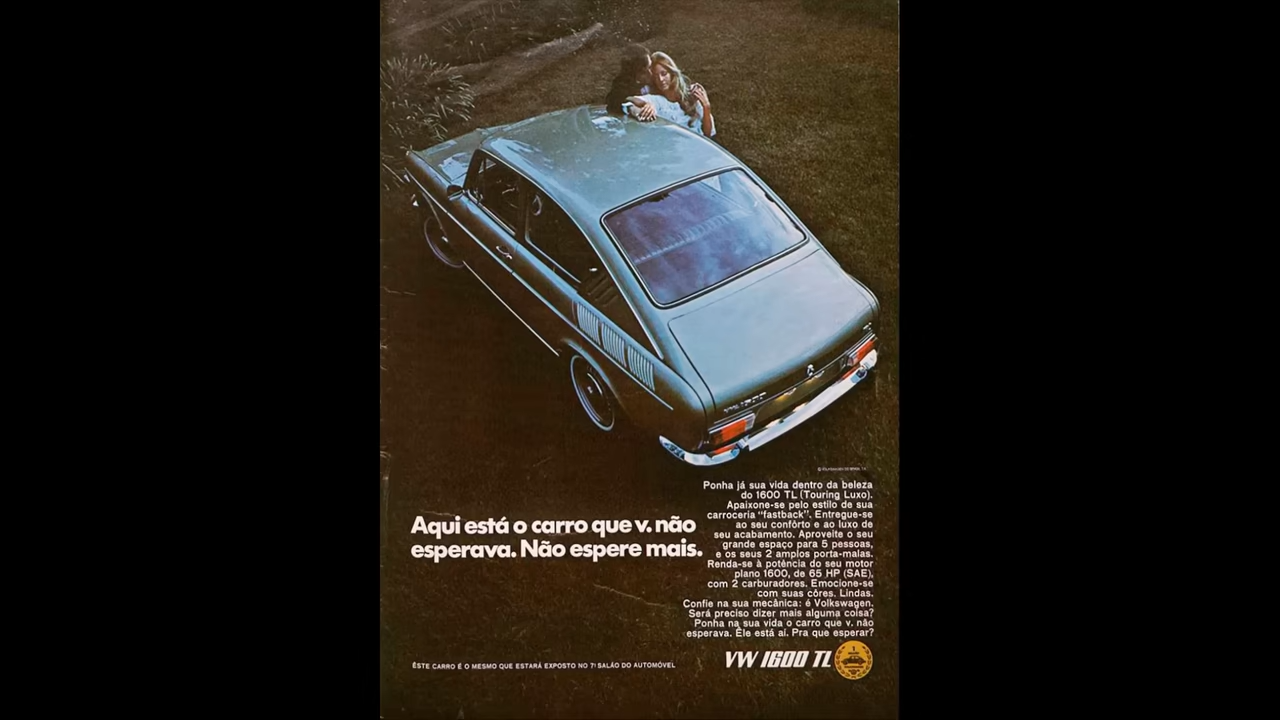 © VOLKSWAGEN DO BRASIL S.A.
Ponha já sua vida dentro da beleza
do 1600 TL (Touring Luxo).
Apaixone-se pelo estilo de sua
carroceria "fastback". Entregue-se
ao seu confôrto e ao luxo de
seu acabamento. Aproveite o seu
grande espaço para 5 pessoas,
e os seus 2 amplos porta-malas.
Renda-se à potência do seu motor
plano 1600, de 65 HP (SAE),
com 2 carburadores. Emocione-se
com suas côres. Lindas.
Confie na sua mecânica: é Volkswagen.
Será preciso dizer mais alguma coisa?
Ponha na sua vida o carro que v. não
esperava. Êle está aí. Pra que esperar?
Aqui está o carro que v. não
esperava. Não espere mais.
ÊSTE CARRO É O MESMO QUE ESTARÁ EXPOSTO NO 7º SALÃO DO AUTOMÓVEL
VW 1600 TL